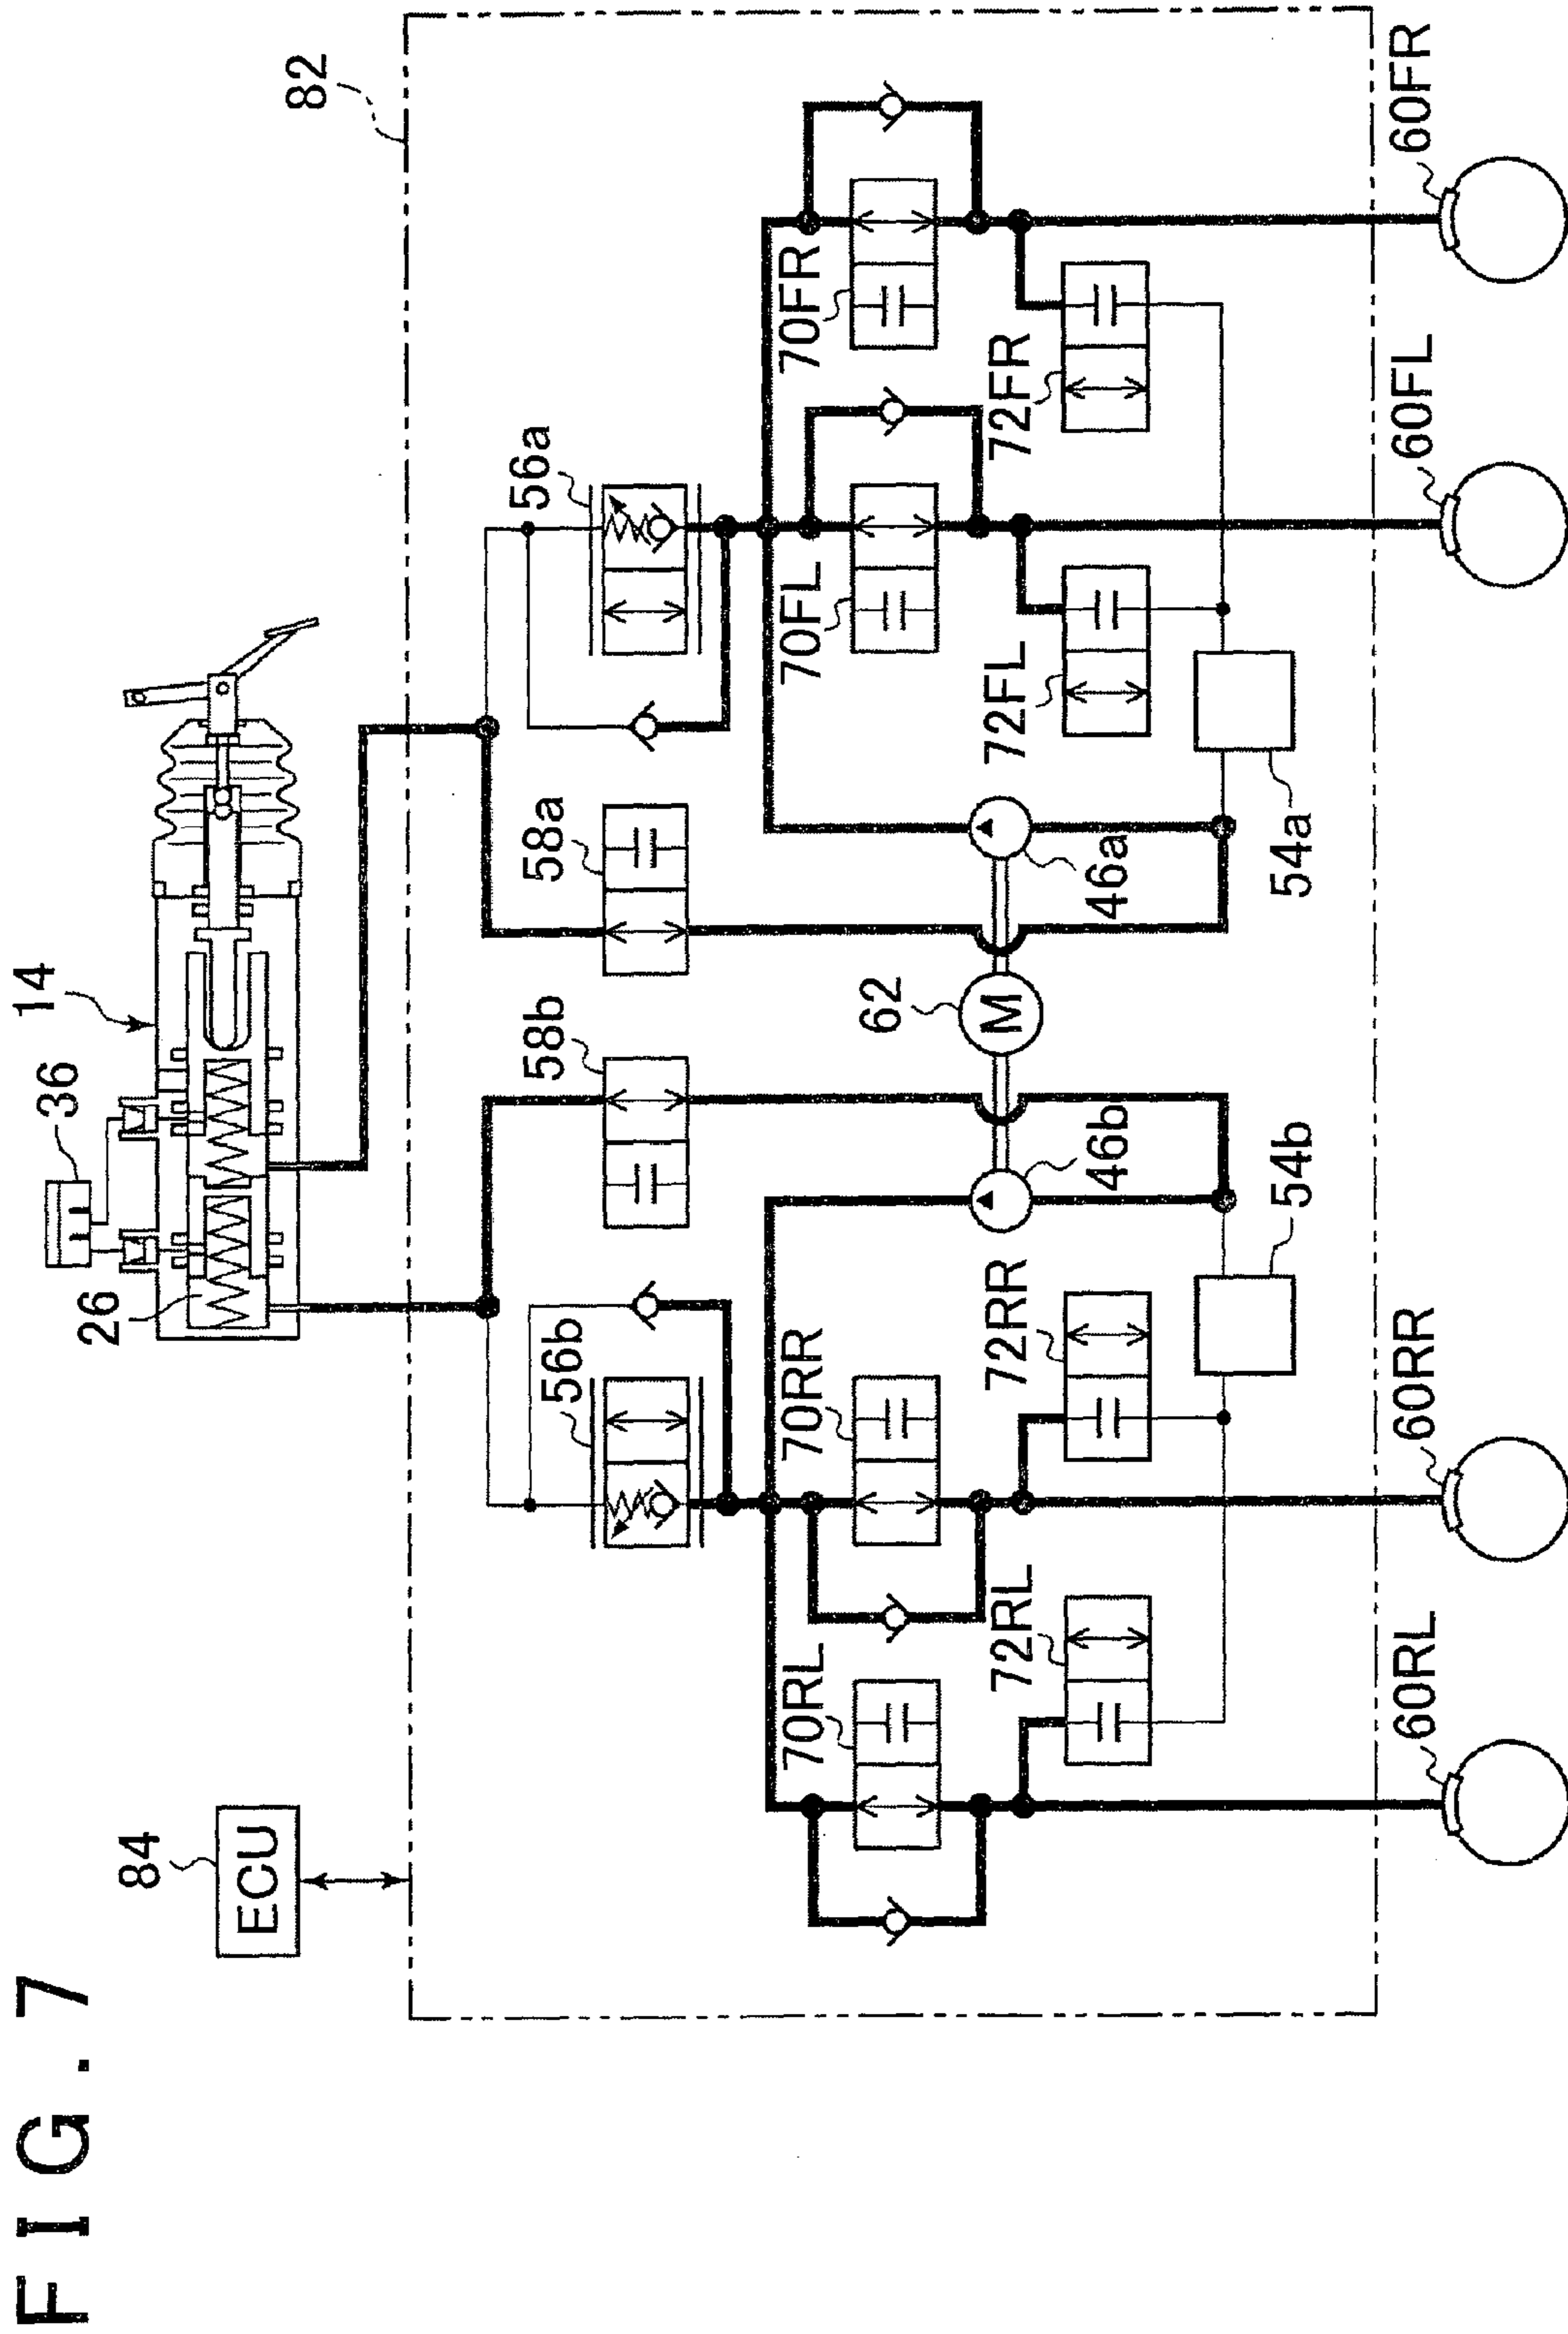 FIG. 7
84
ECU
14
36
26
82
56b
58b
58a
56a
70RL
70RR
62
M
70FL
70FR
72RL
72RR
46b
46a
72FL
72FR
54b
54a
60RL
60RR
60FL
60FR